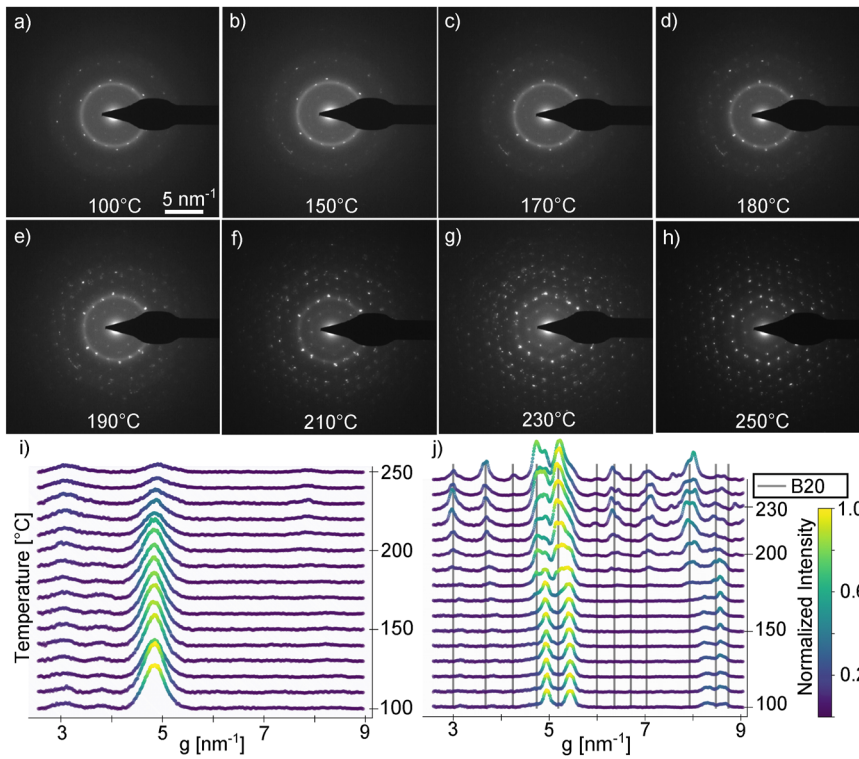 a)
b)
c)
d)
100°C
5 nm-1
150°C
170°C
180°C
e)
f)
g)
h)
190°C
210°C
230°C
250°C
i)
j)
Temperature [°C]
250
200
150
100
3
5
7
9
g [nm-1]
230
200
150
100
3
5
7
9
g [nm-1]
B20
1.0
0.6
0.2
Normalized Intensity